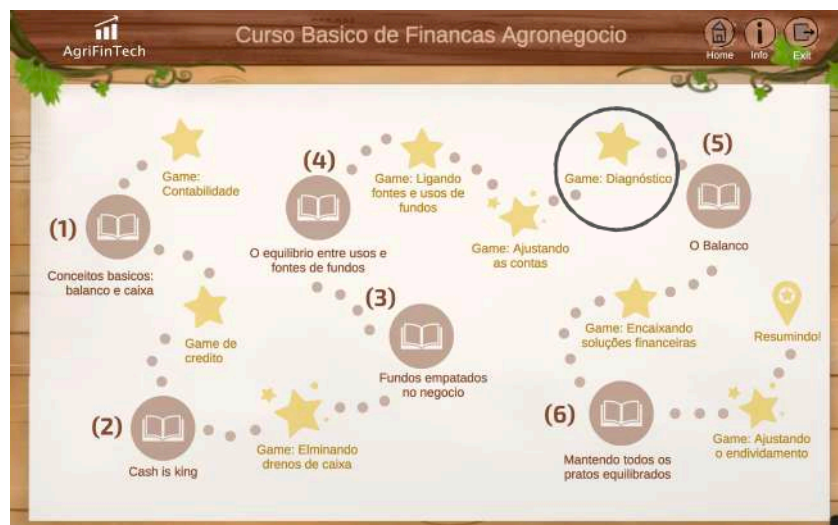 AgriFinTech
Curso Basico de Financas Agronegocio
Home
Info
Exit
Game:
Contabilidade
(1)
Conceitos basicos:
balanco e caixa
Game de
credito
(2)
Cash is king
Game: Elminando
drenos de caixa
(3)
Fundos empatados
no negocio
(4)
O equilibrio entre usos e
fontes de fundos
Game: Ligando
fontes e usos de
fundos
Game: Ajustando
as contas
Game: Diagnóstico
(5)
O Balanco
Game: Encaixando
soluções financeiras
(6)
Mantendo todos os
pratos equilibrados
Game: Ajustando
o endividamento
Resumindo!